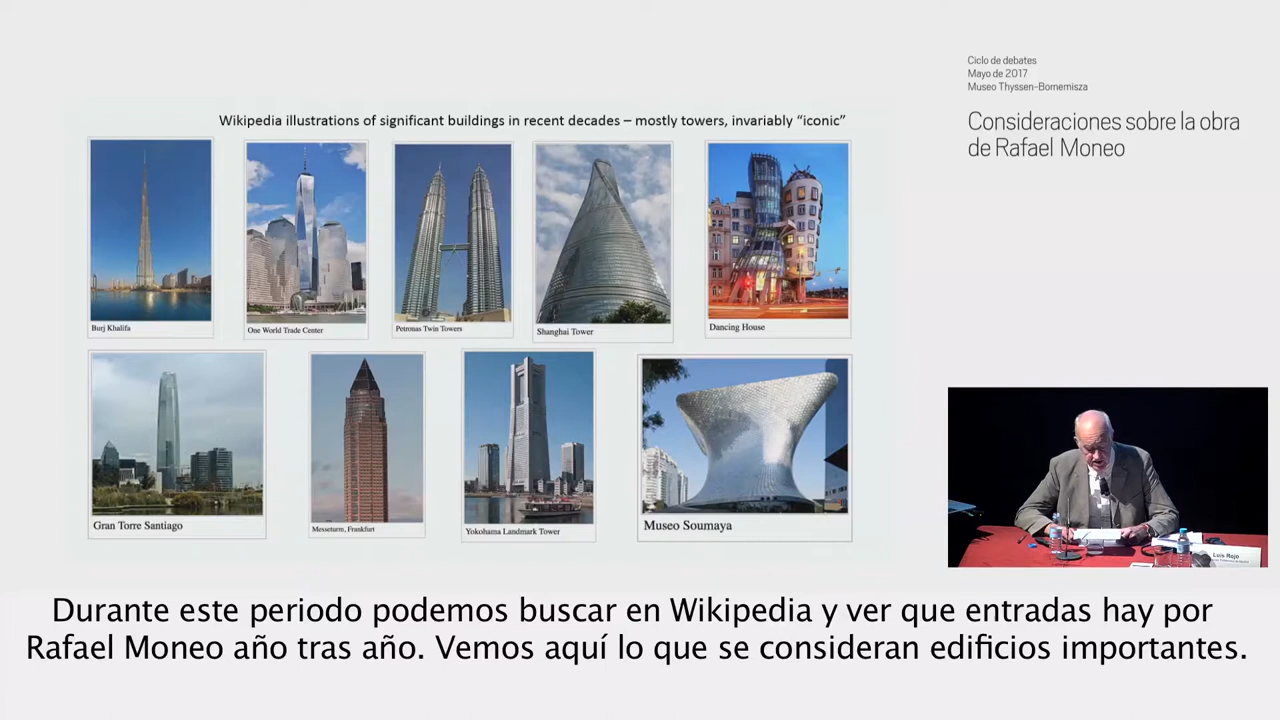 Ciclo de debates
Mayo de 2017
Museo Thyssen-Bornemisza
Consideraciones sobre la obra
de Rafael Moneo
Wikipedia illustrations of significant buildings in recent decades – mostly towers, invariably “iconic”
Burj Khalifa
One World Trade Center
Petronas Twin Towers
Shanghai Tower
Dancing House
Gran Torre Santiago
Messeturm, Frankfurt
Yokohama Landmark Tower
Museo Soumaya
Luis Rojo
Durante este periodo podemos buscar en Wikipedia y ver que entradas hay por
Rafael Moneo año tras año. Vemos aquí lo que se consideran edificios importantes.